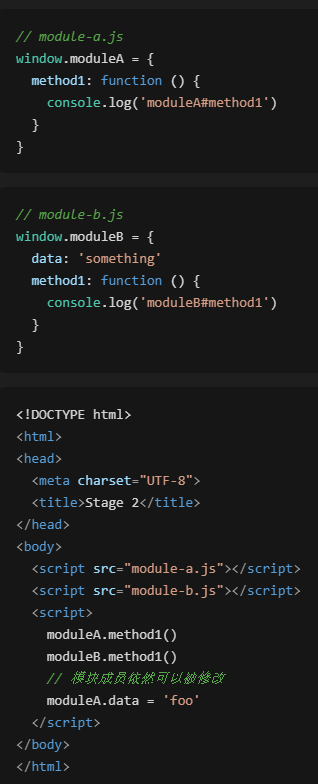 // module-a.js
window.moduleA = {
  method1: function () {
    console.log('moduleA#method1')
  }
}
// module-b.js
window.moduleB = {
  data: 'something'
  method1: function () {
    console.log('moduleB#method1')
  }
}
<!DOCTYPE html>
<html>
<head>
  <meta charset="UTF-8">
  <title>Stage 2</title>
</head>
<body>
  <script src="module-a.js"></script>
  <script src="module-b.js"></script>
  <script>
    moduleA.method1()
    moduleB.method1()
    // 模块成员依然可以被修改
    moduleA.data = 'foo'
  </script>
</body>
</html>